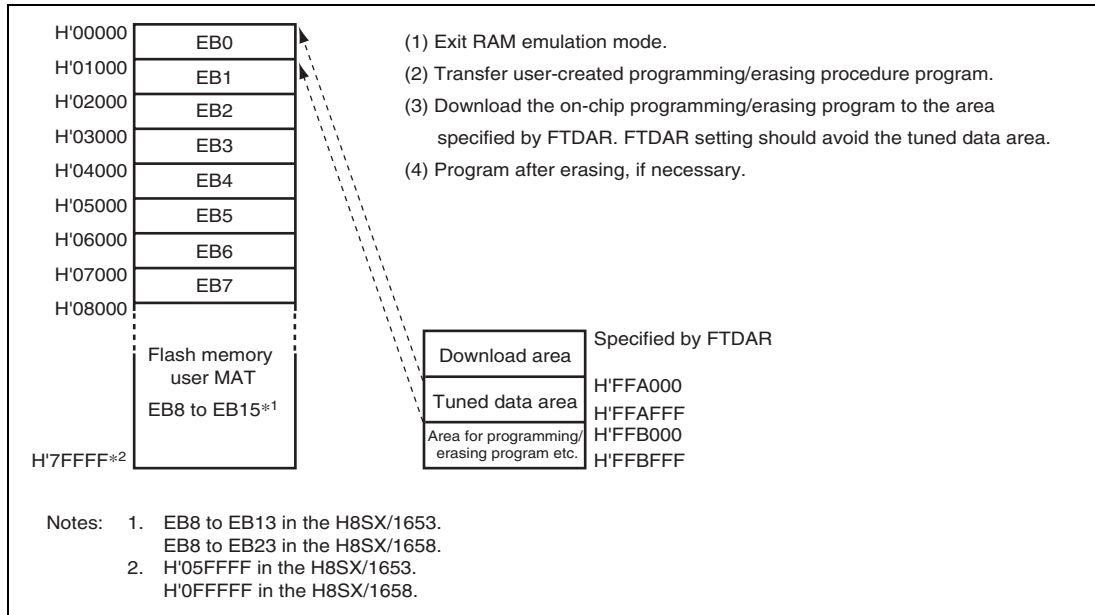 H'00000
EB0
H'01000
EB1
H'02000
EB2
H'03000
EB3
H'04000
EB4
H'05000
EB5
H'06000
EB6
H'07000
EB7
H'08000
Flash memory
user MAT
EB8 to EB15*1
H'7FFFF*2
(1) Exit RAM emulation mode.
(2) Transfer user-created programming/erasing procedure program.
(3) Download the on-chip programming/erasing program to the area
specified by FTDAR. FTDAR setting should avoid the tuned data area.
(4) Program after erasing, if necessary.
Specified by FTDAR
Download area
H'FFA000
Tuned data area
H'FFAFFF
H'FFB000
Area for programming/
erasing program etc.
H'FFBFFF
Notes: 1. EB8 to EB13 in the H8SX/1653.
EB8 to EB23 in the H8SX/1658.
2. H'05FFFF in the H8SX/1653.
H'0FFFFF in the H8SX/1658.